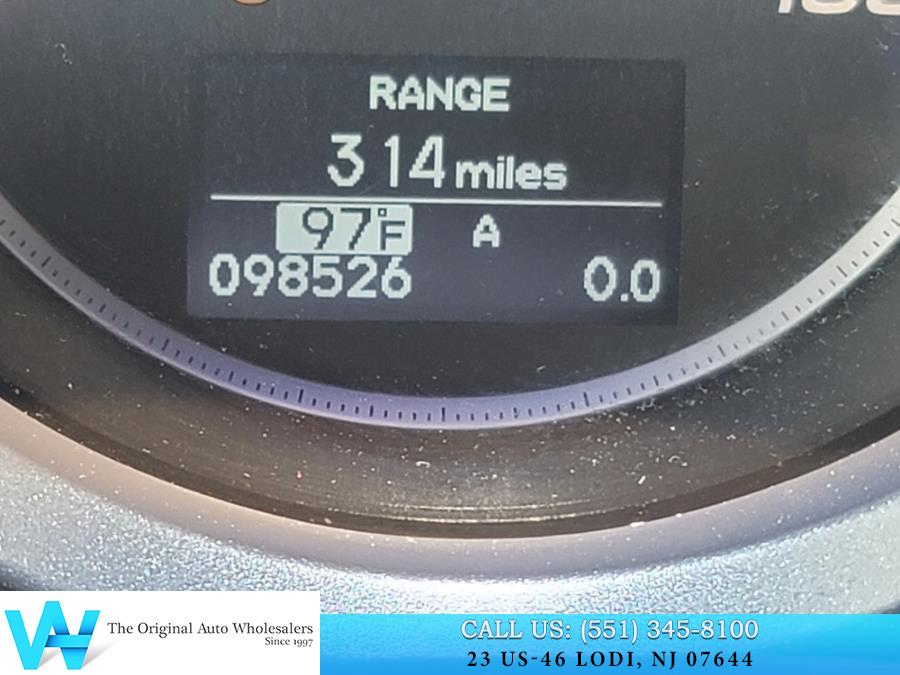 RANGE
314 miles
97°F A
098526 0.0
The Original Auto Wholesalers
Since 1997
CALL US: (551) 345-8100
23 US-46 LODI, NJ 07644